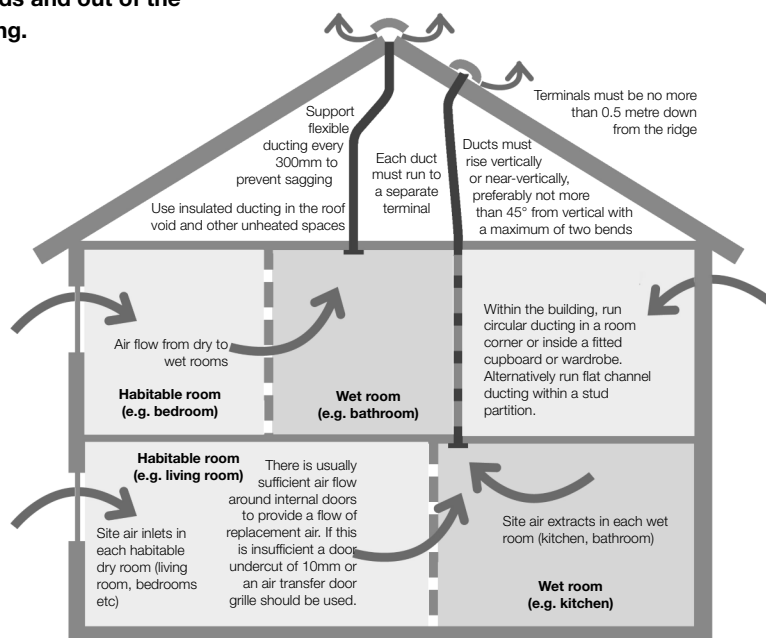 ds and out of the
ng.
Terminals must be no more
than 0.5 metre down
from the ridge
Support
flexible
ducting every
300mm to
prevent sagging
Use insulated ducting in the roof
void and other unheated spaces
Each duct
must run to
a separate
terminal
Ducts must
rise vertically
or near-vertically,
preferably not more
than 45° from vertical with
a maximum of two bends
Air flow from dry to
wet rooms
Habitable room
(e.g. bedroom)
Wet room
(e.g. bathroom)
Within the building, run
circular ducting in a room
corner or inside a fitted
cupboard or wardrobe.
Alternatively run flat channel
ducting within a stud
partition.
Habitable room
(e.g. living room)
Site air inlets in
each habitable
dry room (living
room, bedrooms
etc)
There is usually
sufficient air flow
around internal doors
to provide a flow of
replacement air. If this
is insufficient a door
undercut of 10mm or
an air transfer door
grille should be used.
Site air extracts in each wet
room (kitchen, bathroom)
Wet room
(e.g. kitchen)